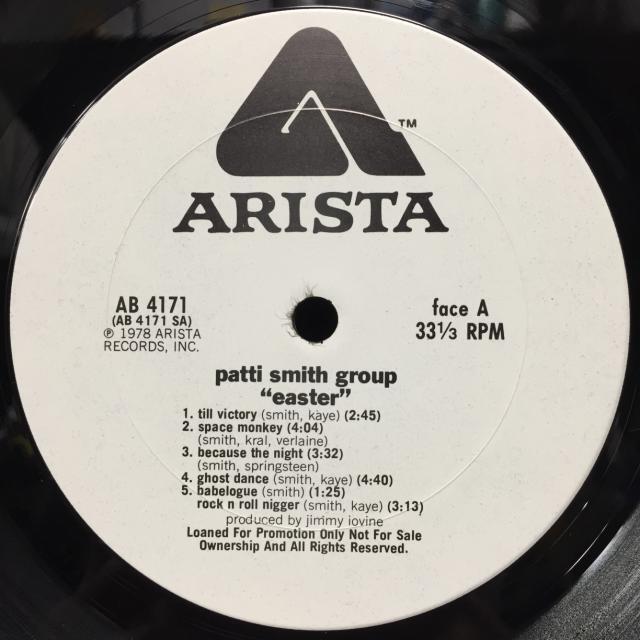 TM
ARISTA
AB 4171
(AB 4171 SA)
℗ 1978 ARISTA
RECORDS, INC.
face A
33⅓ RPM
patti smith group
“easter”
1. till victory (smith, kaye) (2:45)
2. space monkey (4:04)
(smith, kral, verlaine)
3. because the night (3:32)
(smith, springsteen)
4. ghost dance (smith, kaye) (4:40)
5. babelogue (smith) (1:25)
rock n roll nigger (smith, kaye) (3:13)
produced by jimmy iovine
Loaned For Promotion Only Not For Sale
Ownership And All Rights Reserved.